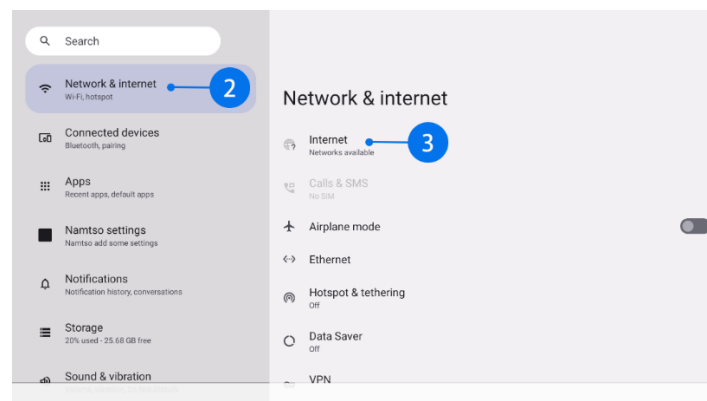 Search
Network & internet
Wi-Fi, hotspot
2
Connected devices
Bluetooth, pairing
Apps
Recent apps, default apps
Namtso settings
Namtso add some settings
Notifications
Notification history, conversations
Storage
20% used - 25.68 GB free
Sound & vibration
Network & internet
Internet
Networks available
3
Calls & SMS
No SIM
Airplane mode
Ethernet
Hotspot & tethering
Off
Data Saver
Off
VPN